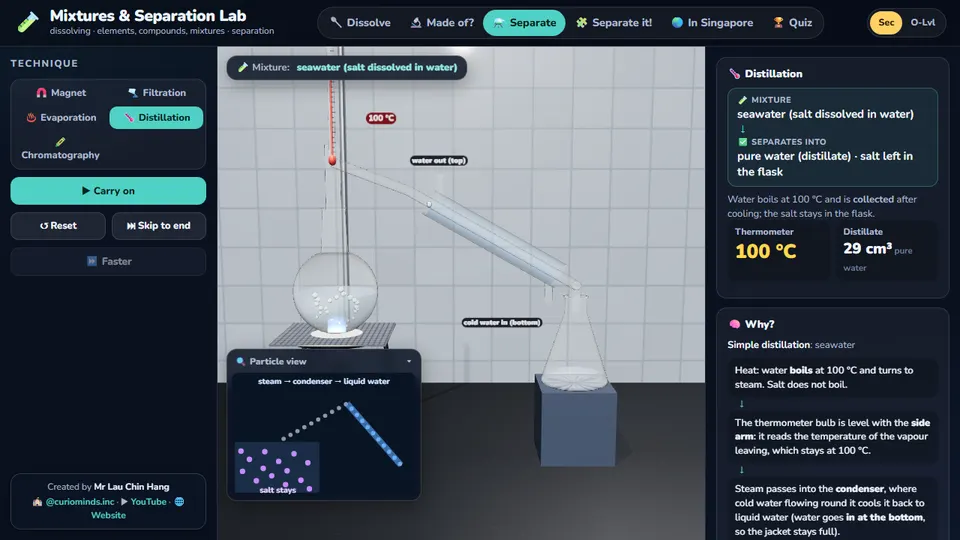 Mixtures & Separation Lab
dissolving · elements, compounds, mixtures · separation
Dissolve
Made of?
Separate
Separate it!
In Singapore
Quiz
Sec
O-Lvl
TECHNIQUE
Magnet
Filtration
Evaporation
Distillation
Chromatography
▶ Carry on
↺ Reset
⏭ Skip to end
⏩ Faster
Created by Mr Lau Chin Hang
@curiominds.inc · ▶ YouTube ·
Website
Mixture: seawater (salt dissolved in water)
100 °C
water out (top)
cold water in (bottom)
Particle view
steam → condenser → liquid water
salt stays
Distillation
MIXTURE
seawater (salt dissolved in water)
↓
✅ SEPARATES INTO
pure water (distillate) · salt left in
the flask
Water boils at 100 °C and is collected after
cooling; the salt stays in the flask.
Thermometer
100 °C
Distillate
29 cm³ pure
water
Why?
Simple distillation: seawater
Heat: water boils at 100 °C and turns to
steam. Salt does not boil.
↓
The thermometer bulb is level with the side
arm: it reads the temperature of the vapour
leaving, which stays at 100 °C.
↓
Steam passes into the condenser, where
cold water flowing round it cools it back to
liquid water (water goes in at the bottom,
so the jacket stays full).